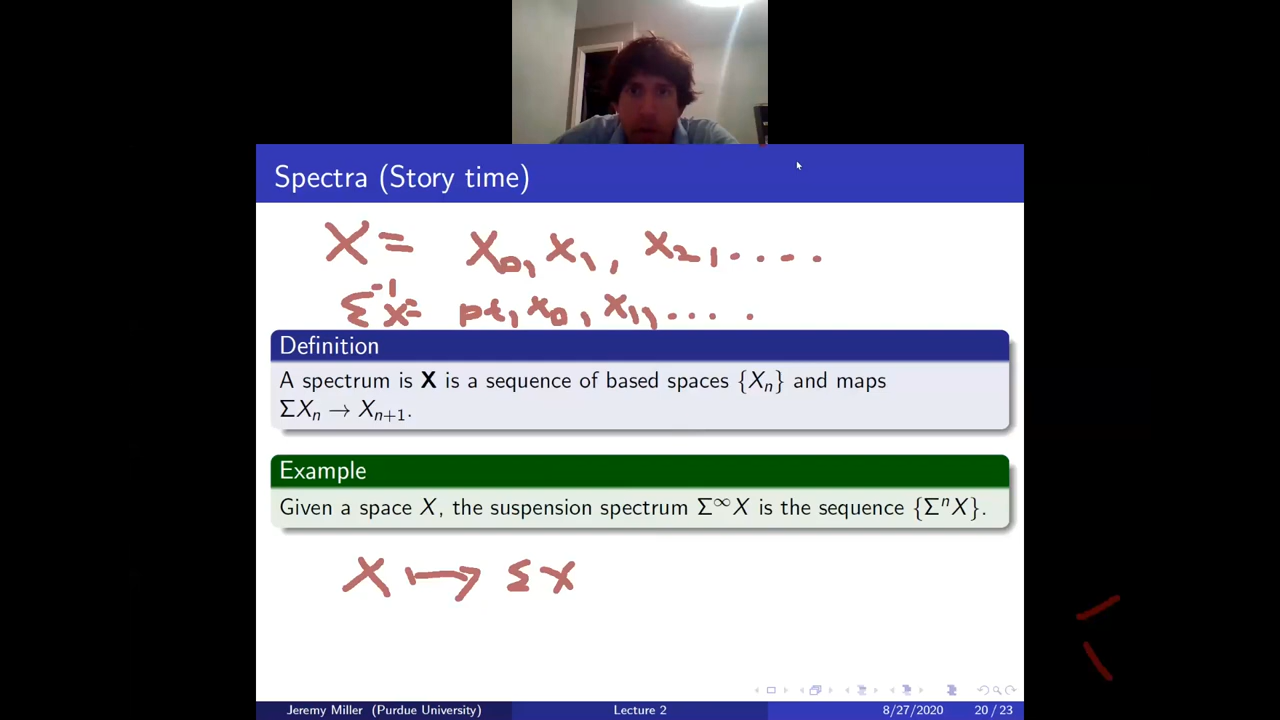 Spectra (Story time)
X = X₀, X₁, X₂, ....
Σ⁻¹X = pt, X₀, X₁, ....
Definition
A spectrum is X is a sequence of based spaces {Xₙ} and maps
ΣXₙ → Xₙ₊₁.
Example
Given a space X, the suspension spectrum Σ^∞X is the sequence {ΣⁿX}.
X ↦ ΣX
Jeremy Miller (Purdue University) Lecture 2 8/27/2020 20 / 23